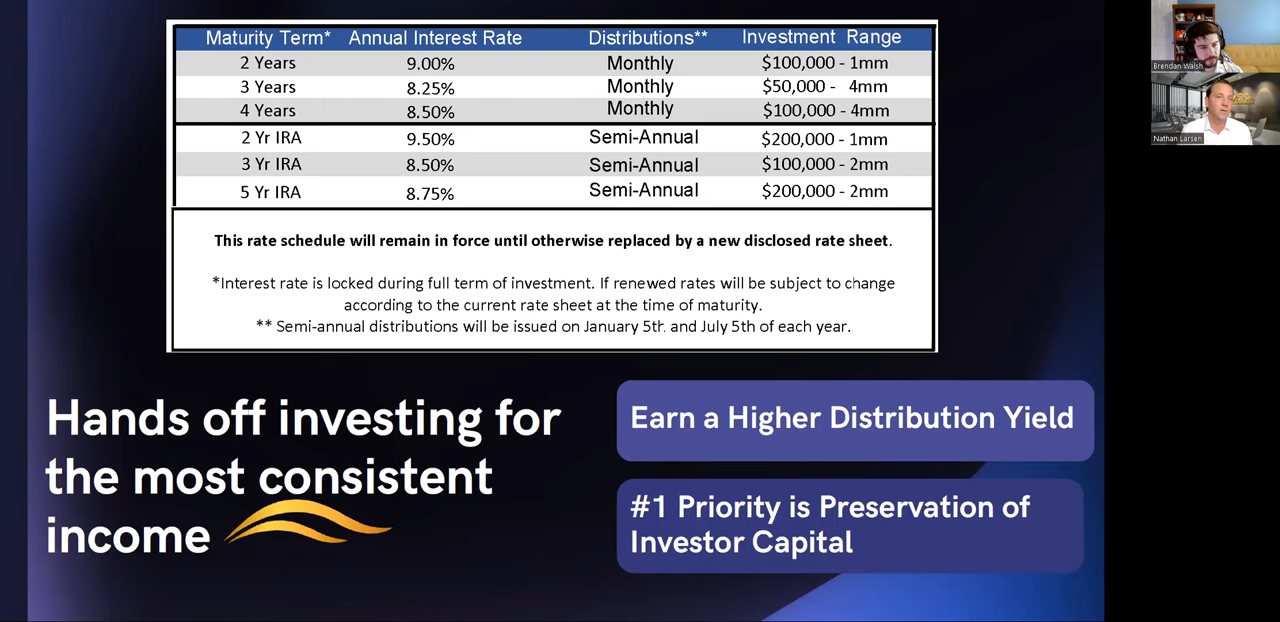 Maturity Term* Annual Interest Rate Distributions** Investment Range
2 Years 9.00% Monthly $100,000 - 1mm
3 Years 8.25% Monthly $50,000 - 4mm
4 Years 8.50% Monthly $100,000 - 4mm
2 Yr IRA 9.50% Semi-Annual $200,000 - 1mm
3 Yr IRA 8.50% Semi-Annual $100,000 - 2mm
5 Yr IRA 8.75% Semi-Annual $200,000 - 2mm
This rate schedule will remain in force until otherwise replaced by a new disclosed rate sheet.
*Interest rate is locked during full term of investment. If renewed rates will be subject to change
according to the current rate sheet at the time of maturity.
** Semi-annual distributions will be issued on January 5th and July 5th of each year.
Hands off investing for
the most consistent
income
Earn a Higher Distribution Yield
#1 Priority is Preservation of
Investor Capital
Brendan Walsh
Nathan Larsen